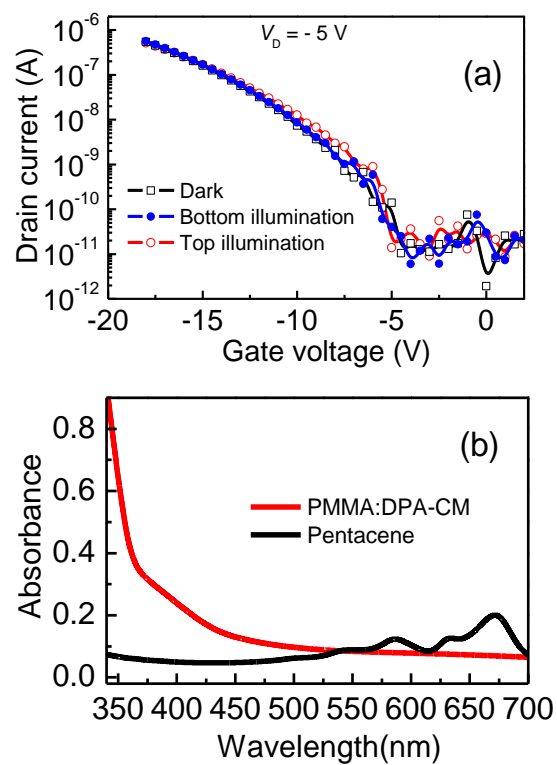 V_D = - 5 V
(a)
10^-6
10^-7
10^-8
10^-9
10^-10
10^-11
10^-12
Drain current (A)
Dark
Bottom illumination
Top illumination
-20 -15 -10 -5 0
Gate voltage (V)
(b)
0.8
0.6
0.4
0.2
0.0
Absorbance
PMMA:DPA-CM
Pentacene
350 400 450 500 550 600 650 700
Wavelength(nm)